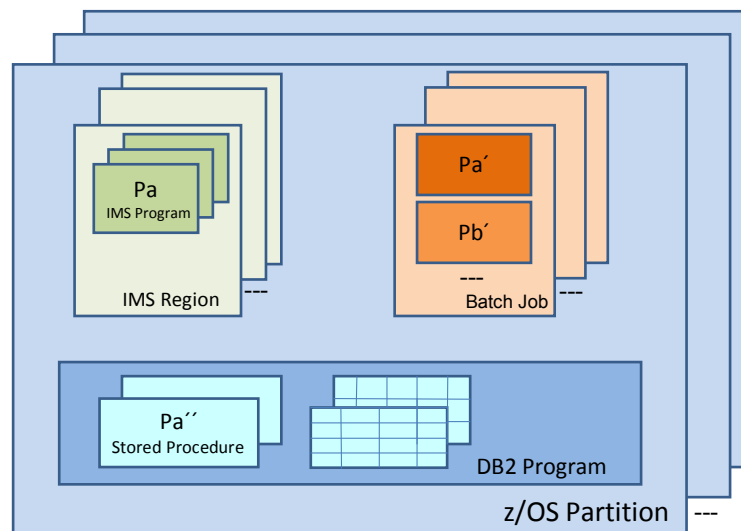 Pa
IMS Program
---
IMS Region
Pa´
Pb´
---
---
Batch Job
Pa´´
Stored Procedure
DB2 Program
z/OS Partition
---